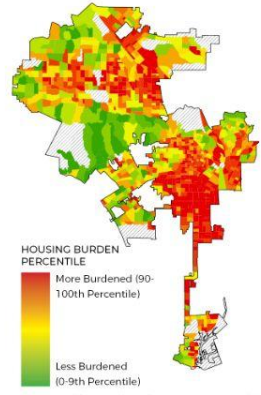 HOUSING BURDEN
PERCENTILE
More Burdened (90-
100th Percentile)
Less Burdened
(0-9th Percentile)